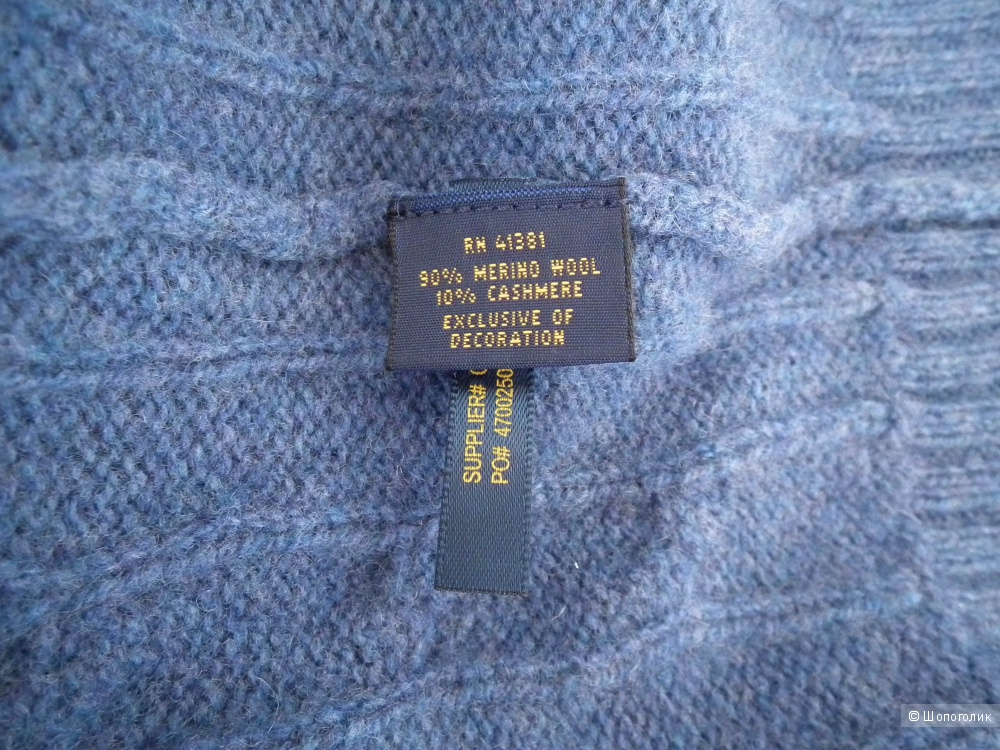 RN 41381
90% MERINO WOOL
10% CASHMERE
EXCLUSIVE OF
DECORATION
SUPPLIER#
PO# 4700250
© Шопоголик